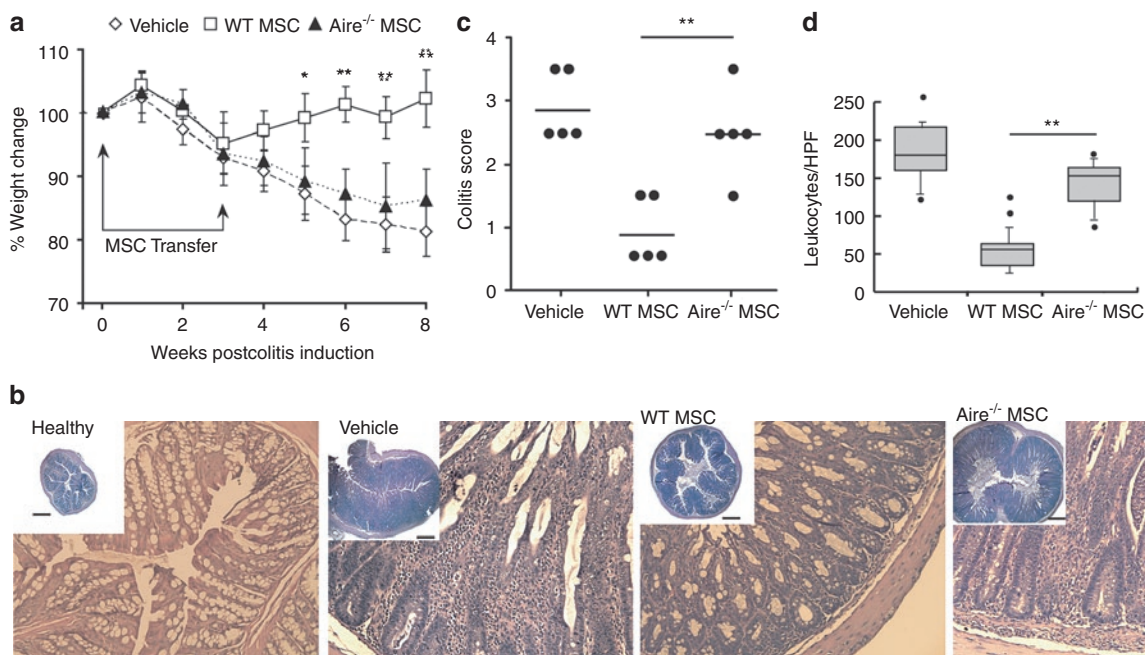 a
Vehicle WT MSC Aire-/- MSC
110
100
90
80
70
% Weight change
* ** ** **
MSC Transfer
0 2 4 6 8
Weeks postcolitis induction
c
**
4
3
2
1
0
Colitis score
Vehicle WT MSC Aire-/- MSC
d
250
200
150
100
50
0
Leukocytes/HPF
**
Vehicle WT MSC Aire-/- MSC
b
Healthy
Vehicle
WT MSC
Aire-/- MSC